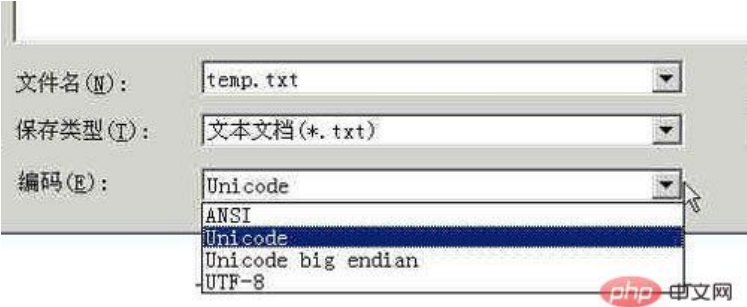 文件名(N): temp.txt
保存类型(T): 文本文档(*.txt)
编码(E): Unicode
ANSI
Unicode
Unicode big endian
UTF-8
php 中文网